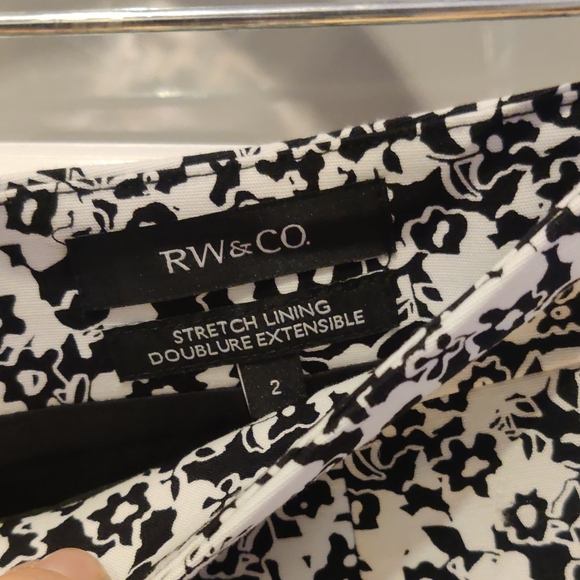 RW&CO.
STRETCH LINING
DOUBLURE EXTENSIBLE
2